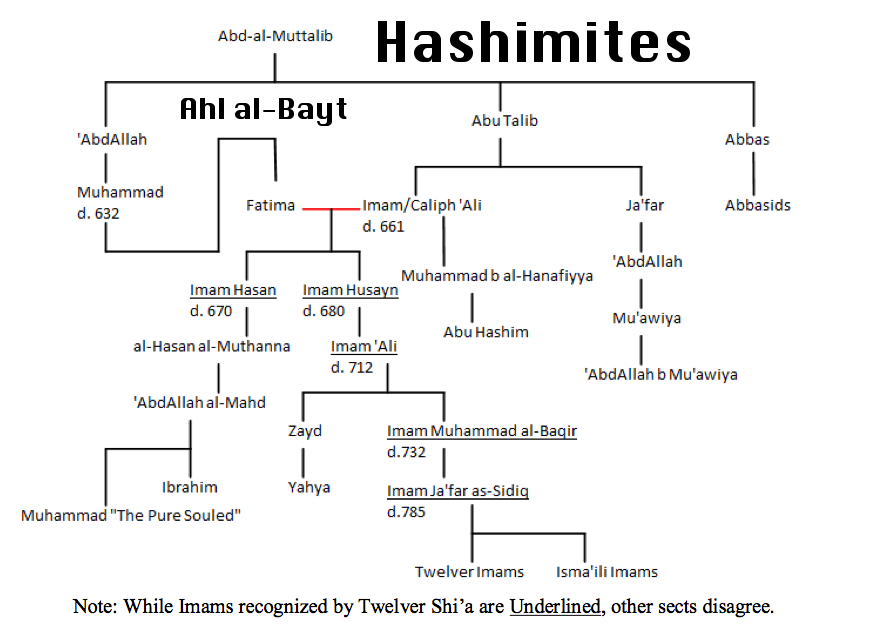 Abd-al-Muttalib
Hashimites
Ahl al-Bayt
Abu Talib
'AbdAllah
Abbas
Muhammad
d. 632
Fatima
Imam/Caliph 'Ali
d. 661
Ja'far
Abbasids
'AbdAllah
Muhammad b al-Hanafiyya
Imam Hasan
d. 670
Imam Husayn
d. 680
Mu'awiya
Abu Hashim
al-Hasan al-Muthanna
Imam 'Ali
d. 712
'AbdAllah b Mu'awiya
'AbdAllah al-Mahd
Zayd
Imam Muhammad al-Baqir
d.732
Ibrahim
Yahya
Imam Ja'far as-Sidiq
d.785
Muhammad "The Pure Souled"
Twelver Imams
Isma'ili Imams
Note: While Imams recognized by Twelver Shi’a are Underlined, other sects disagree.